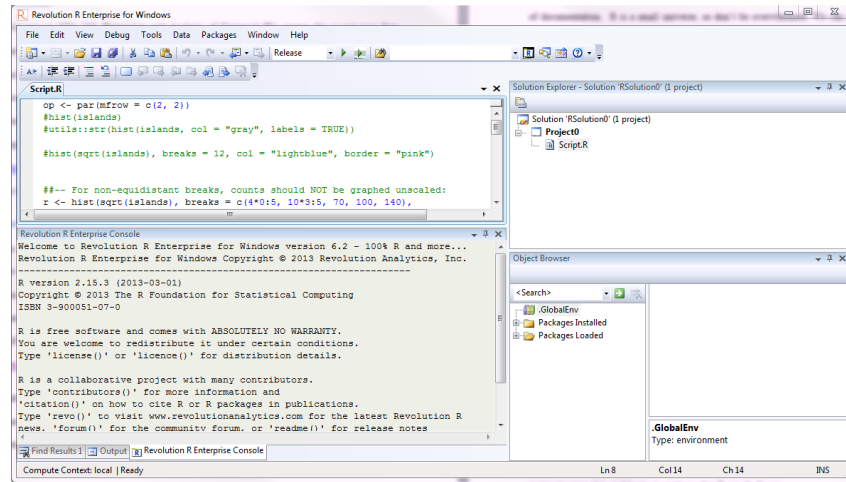 of documentation. It is a small universe, so don't be
Revolution R Enterprise for Windows
File Edit View Debug Tools Data Packages Window Help
Release
Script.R
op <- par(mfrow = c(2, 2))
#hist(islands)
#utils::str(hist(islands, col = "gray", labels = TRUE))
#hist(sqrt(islands), breaks = 12, col = "lightblue", border = "pink")
##-- For non-equidistant breaks, counts should NOT be graphed unscaled:
r <- hist(sqrt(islands), breaks = c(4*0:5, 10*3:5, 70, 100, 140),
Solution Explorer - Solution 'RSolution0' (1 project)
Solution 'RSolution0' (1 project)
Project0
Script.R
Revolution R Enterprise Console
Welcome to Revolution R Enterprise for Windows version 6.2 - 100% R and more...
Revolution R Enterprise for Windows Copyright © 2013 Revolution Analytics, Inc.
-----------------------------------------------------------------------
R version 2.15.3 (2013-03-01)
Copyright © 2013 The R Foundation for Statistical Computing
ISBN 3-900051-07-0
R is free software and comes with ABSOLUTELY NO WARRANTY.
You are welcome to redistribute it under certain conditions.
Type 'license()' or 'licence()' for distribution details.
R is a collaborative project with many contributors.
Type 'contributors()' for more information and
'citation()' on how to cite R or R packages in publications.
Type 'revo()' to visit www.revolutionanalytics.com for the latest Revolution R
news, 'forum()' for the community forum, or 'readme()' for release notes
Object Browser
<Search>
.GlobalEnv
Packages Installed
Packages Loaded
.GlobalEnv
Type: environment
Find Results 1 Output Revolution R Enterprise Console
Compute Context: local | Ready Ln 8 Col 14 Ch 14 INS